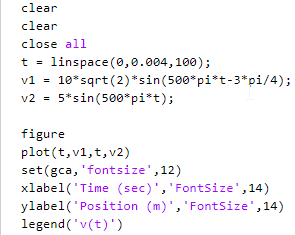 clear
clear
close all
t = linspace(0,0.004,100);
v1 = 10*sqrt(2)*sin(500*pi*t-3*pi/4);
v2 = 5*sin(500*pi*t);
figure
plot(t,v1,t,v2)
set(gca,'fontsize',12)
xlabel('Time (sec)','FontSize',14)
ylabel('Position (m)','FontSize',14)
legend('v(t)')